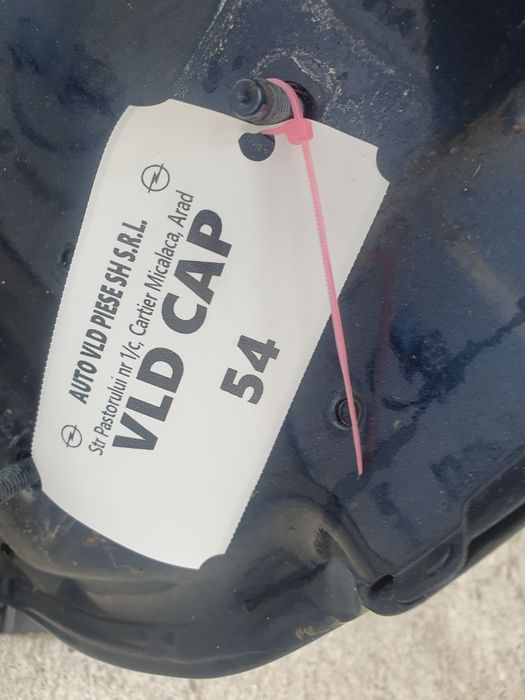 AUTO VLD PIESE SH S.R.L.
Str Pastorului nr 1/c, Cartier Micalaca, Arad
VLD CAP
54